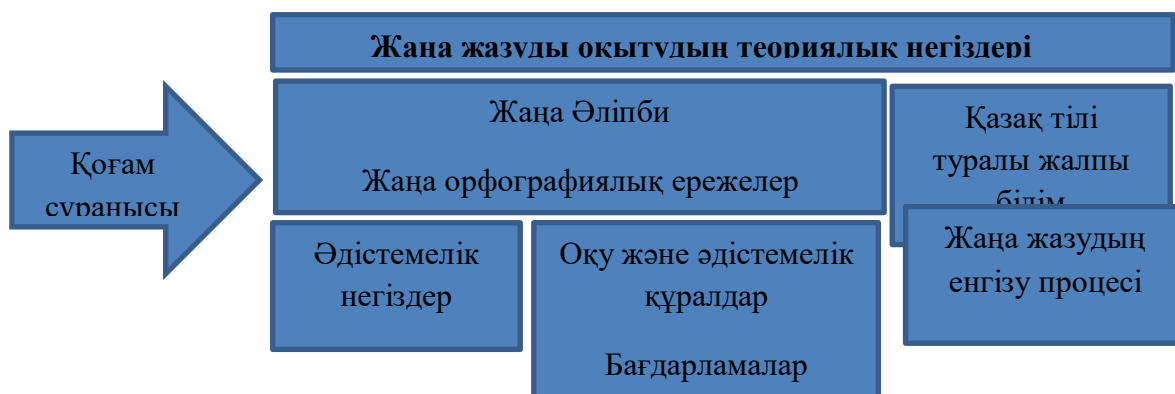 Жаңа жазуды оқытудың теориялық негіздері
Қоғам
сұранысы
Жаңа Әліпби
Жаңа орфографиялық ережелер
Қазақ тілі
туралы жалпы
білім
Әдістемелік
негіздер
Оқу және әдістемелік
құралдар
Бағдарламалар
Жаңа жазудың
енгізу процесі